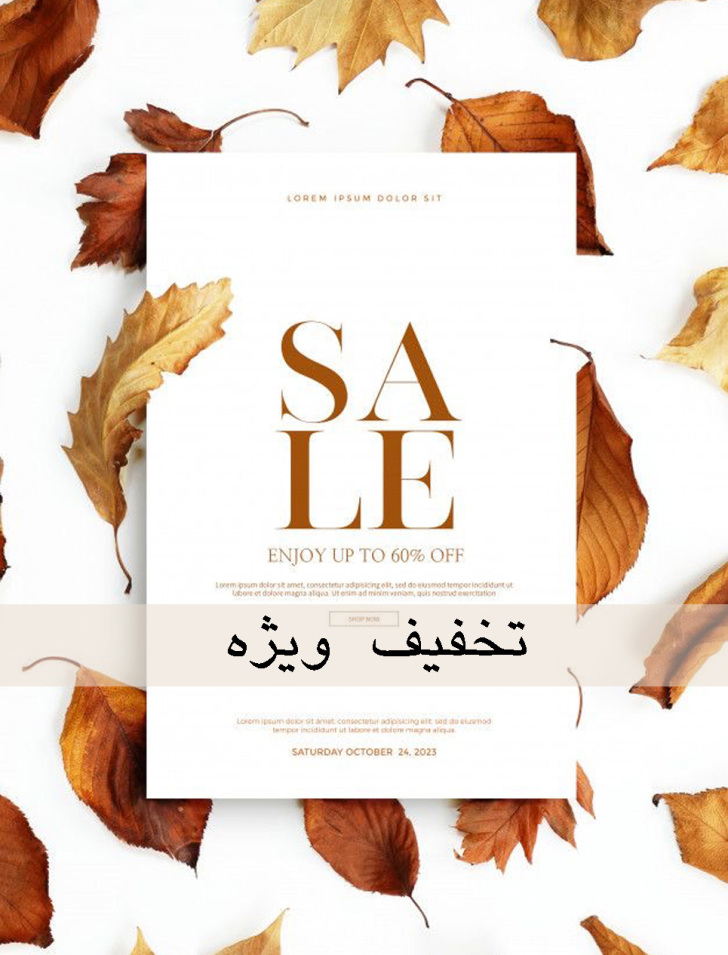 LOREM IPSUM DOLOR SIT
SA
LE
ENJOY UP TO 60% OFF
Lorem ipsum dolor sit amet, consectetur adipisicing elit, sed do eiusmod tempor incididunt ut
labore et dolore magna aliqua. Ut enim ad minim veniam, quis nostrud exercitation
SHOP NOW
تخفیف ویژه
Lorem ipsum dolor sit amet, consectetur adipisicing elit, sed do eiusmod
tempor incididunt ut labore et dolore magna aliqua.
SATURDAY OCTOBER 24, 2023